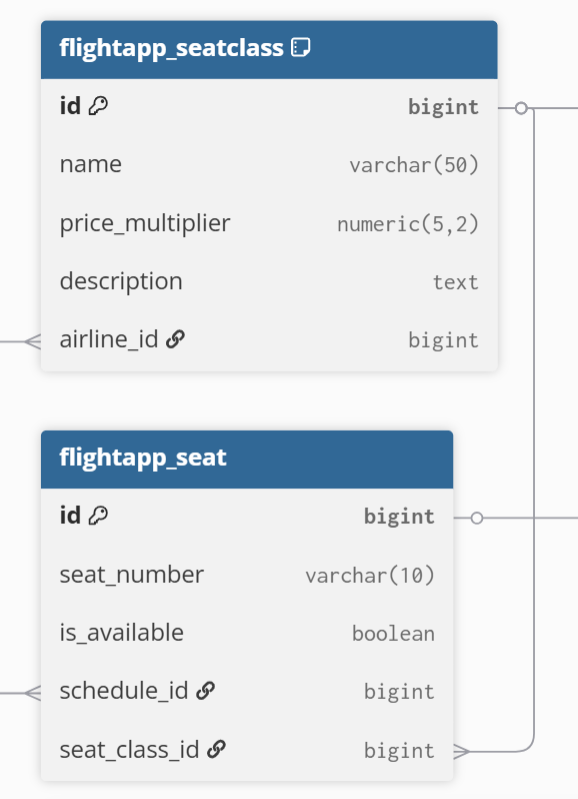 flightapp_seatclass
id bigint
name varchar(50)
price_multiplier numeric(5,2)
description text
airline_id bigint
flightapp_seat
id bigint
seat_number varchar(10)
is_available boolean
schedule_id bigint
seat_class_id bigint